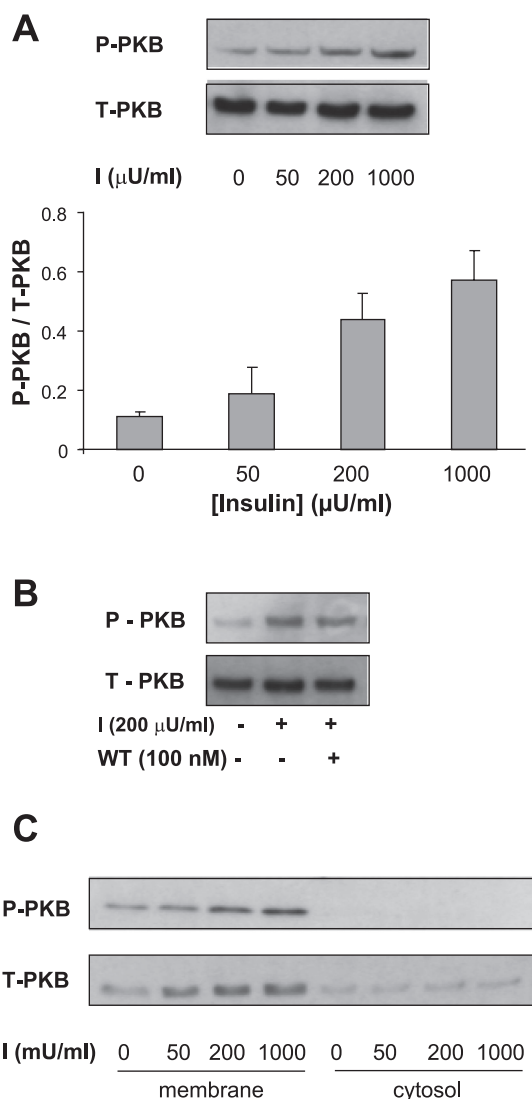 A
P-PKB
T-PKB
I (μU/ml) 0 50 200 1000
0.8
0.6
0.4
0.2
0
P-PKB / T-PKB
0 50 200 1000
[Insulin] (µU/ml)
B
P - PKB
T - PKB
I (200 μU/ml) - + +
WT (100 nM) - - +
C
P-PKB
T-PKB
I (mU/ml) 0 50 200 1000 0 50 200 1000
membrane cytosol